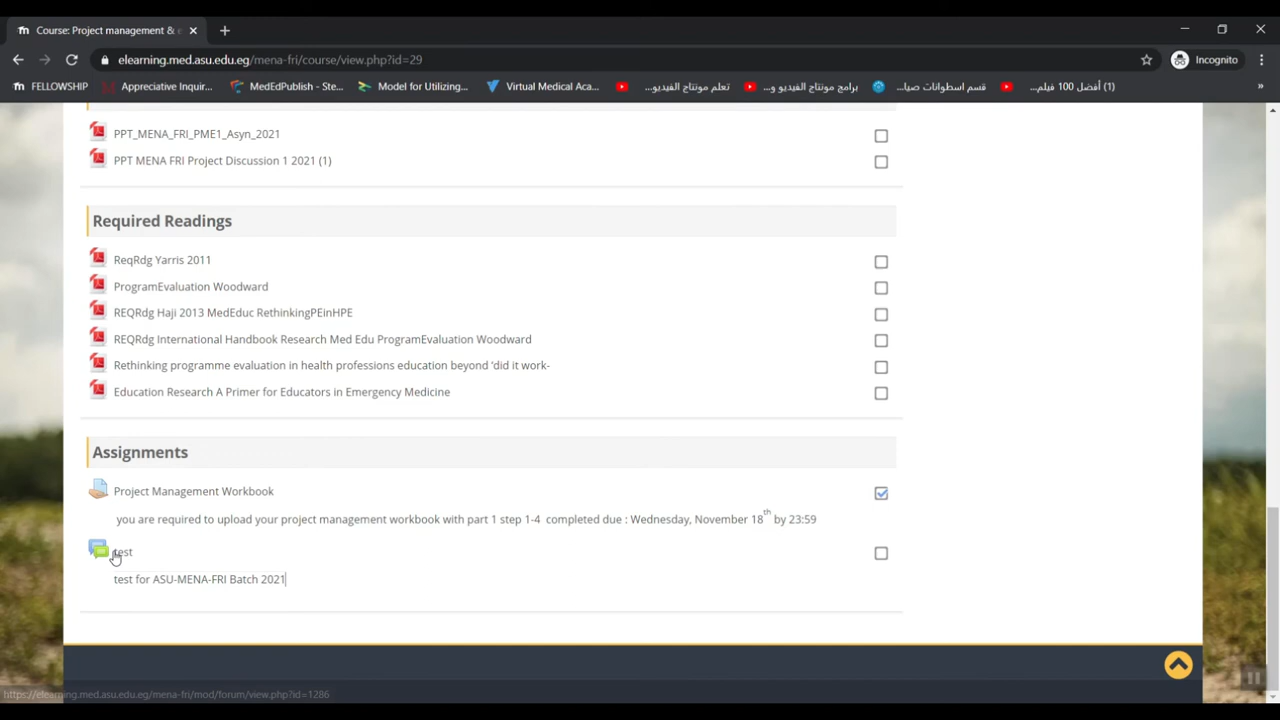 Course: Project management & e
elearning.med.asu.edu.eg/mena-fri/course/view.php?id=29
Incognito
FELLOWSHIP
Appreciative Inquir...
MedEdPublish - Ste...
Model for Utilizing...
Virtual Medical Aca...
تعلم مونتاج الفيديو...
برامج مونتاج الفيديو و...
قسم اسطوانات صيا...
(1) أفضل 100 فيلم...
»
PPT_MENA_FRI_PME1_Asyn_2021
PPT MENA FRI Project Discussion 1 2021 (1)
Required Readings
ReqRdg Yarris 2011
ProgramEvaluation Woodward
REQRdg Haji 2013 MedEduc RethinkingPEinHPE
REQRdg International Handbook Research Med Edu ProgramEvaluation Woodward
Rethinking programme evaluation in health professions education beyond 'did it work-
Education Research A Primer for Educators in Emergency Medicine
Assignments
Project Management Workbook
you are required to upload your project management workbook with part 1 step 1-4 completed due : Wednesday, November 18th by 23:59
test
test for ASU-MENA-FRI Batch 2021
https://elearning.med.asu.edu.eg/mena-fri/mod/forum/view.php?id=1286